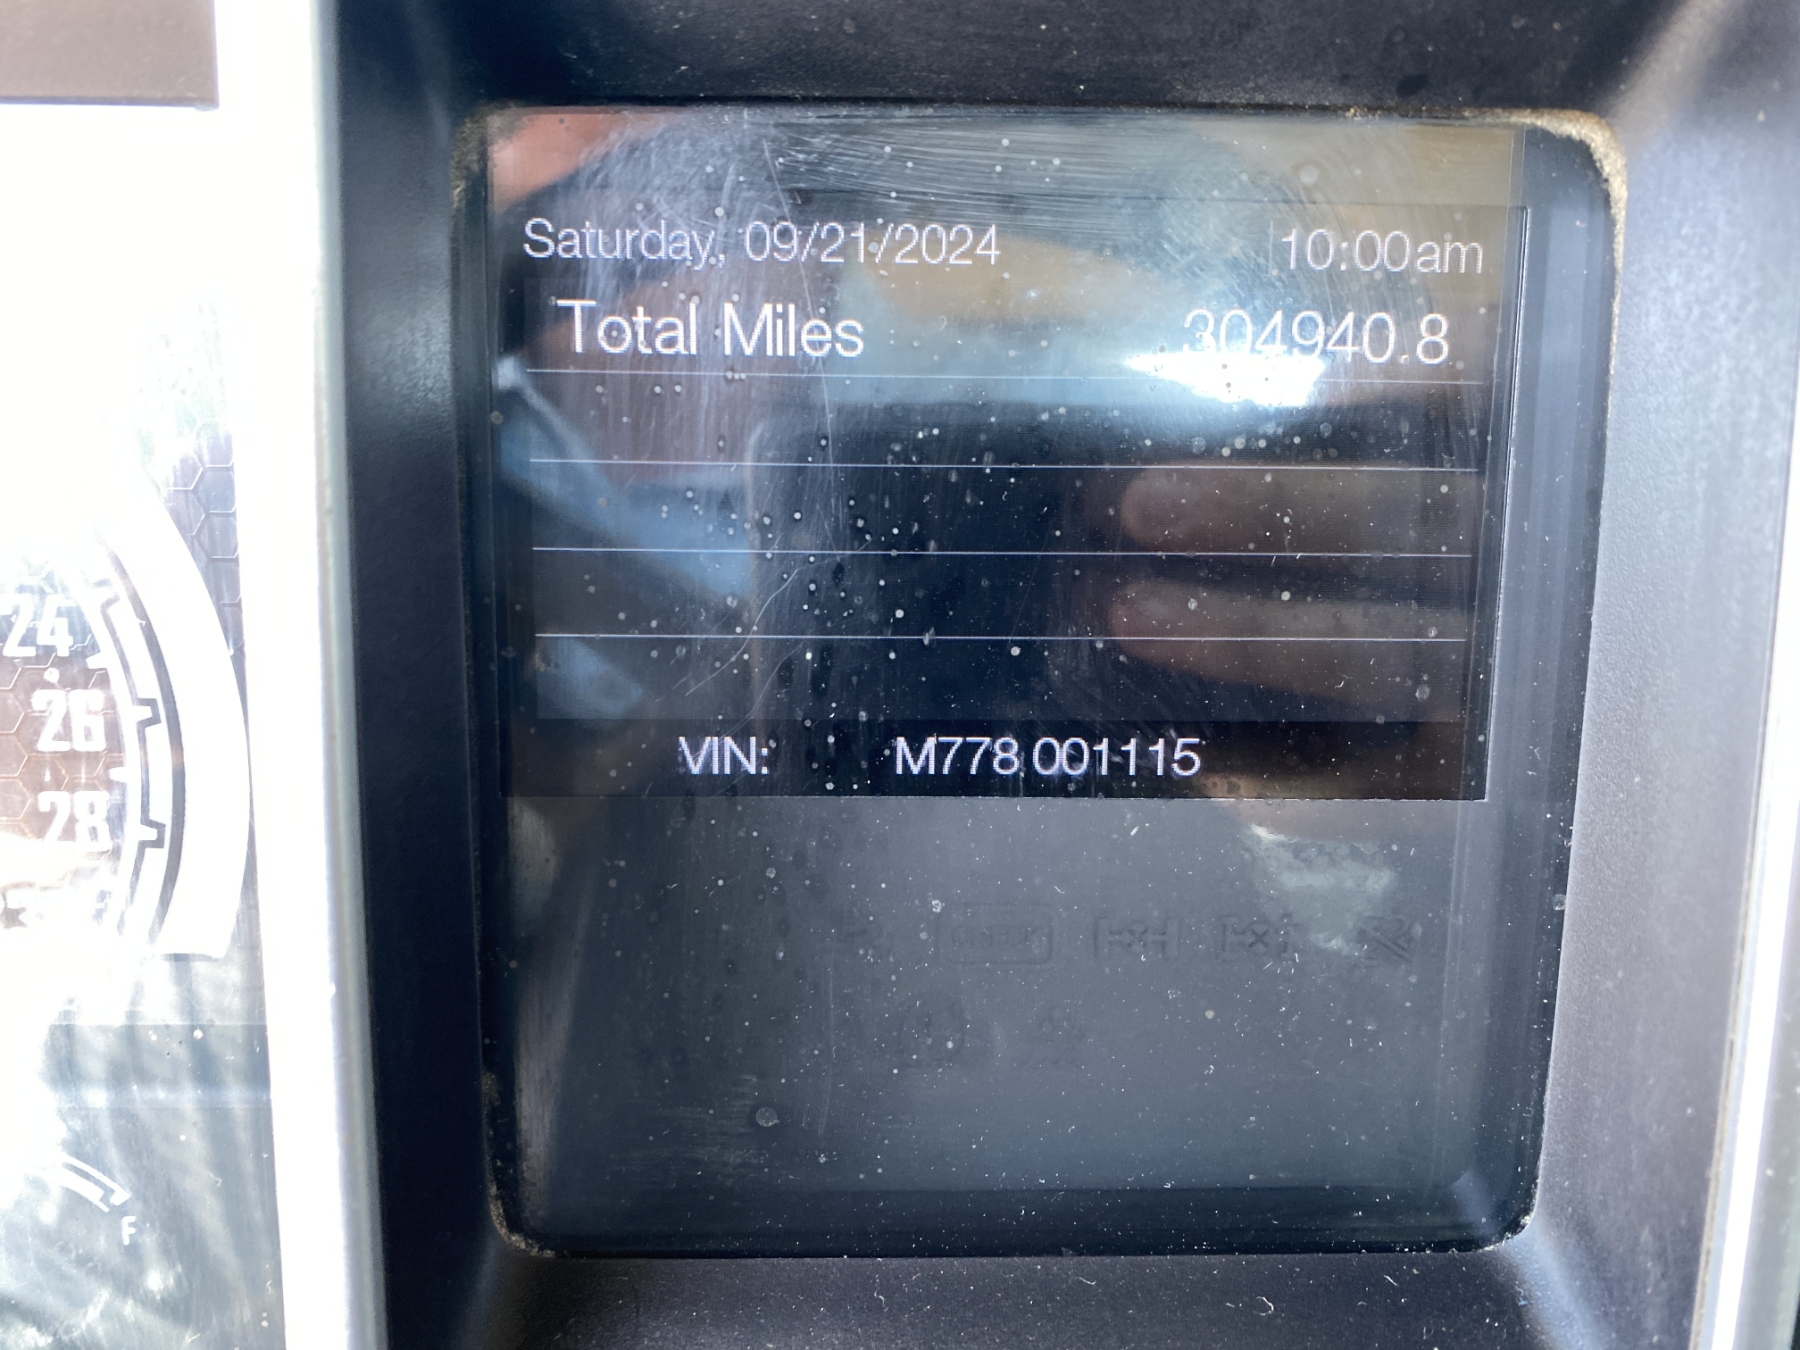 Saturday, 09/21/2024 10:00am
Total Miles 304940.8
24
26
VIN: M778 001115
28
F